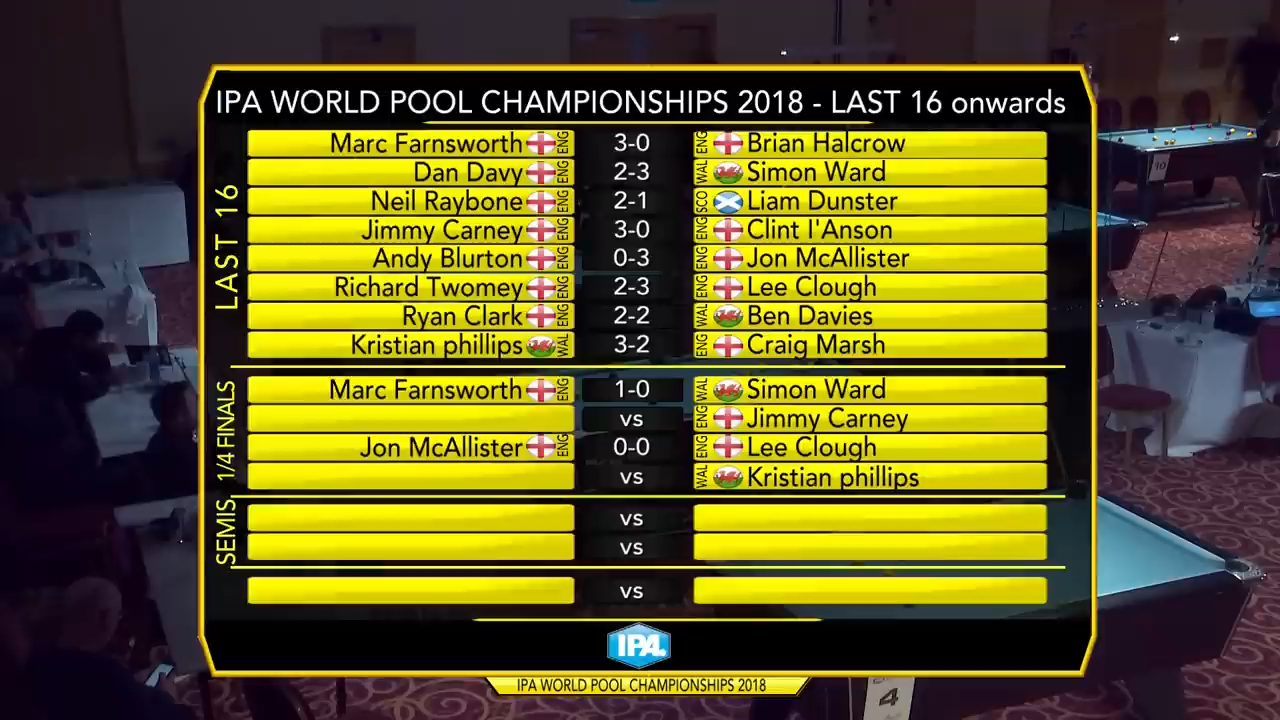 IPA WORLD POOL CHAMPIONSHIPS 2018 - LAST 16 onwards
LAST 16
Marc Farnsworth ENG 3-0 ENG Brian Halcrow
Dan Davy ENG 2-3 WAL Simon Ward
Neil Raybone ENG 2-1 SCO Liam Dunster
Jimmy Carney ENG 3-0 ENG Clint I'Anson
Andy Blurton ENG 0-3 ENG Jon McAllister
Richard Twomey ENG 2-3 ENG Lee Clough
Ryan Clark ENG 2-2 WAL Ben Davies
Kristian phillips WAL 3-2 ENG Craig Marsh
1/4 FINALS
Marc Farnsworth ENG 1-0 WAL Simon Ward
vs ENG Jimmy Carney
Jon McAllister ENG 0-0 ENG Lee Clough
vs WAL Kristian phillips
SEMIS
vs
vs
vs
IPA
IPA WORLD POOL CHAMPIONSHIPS 2018
10
4